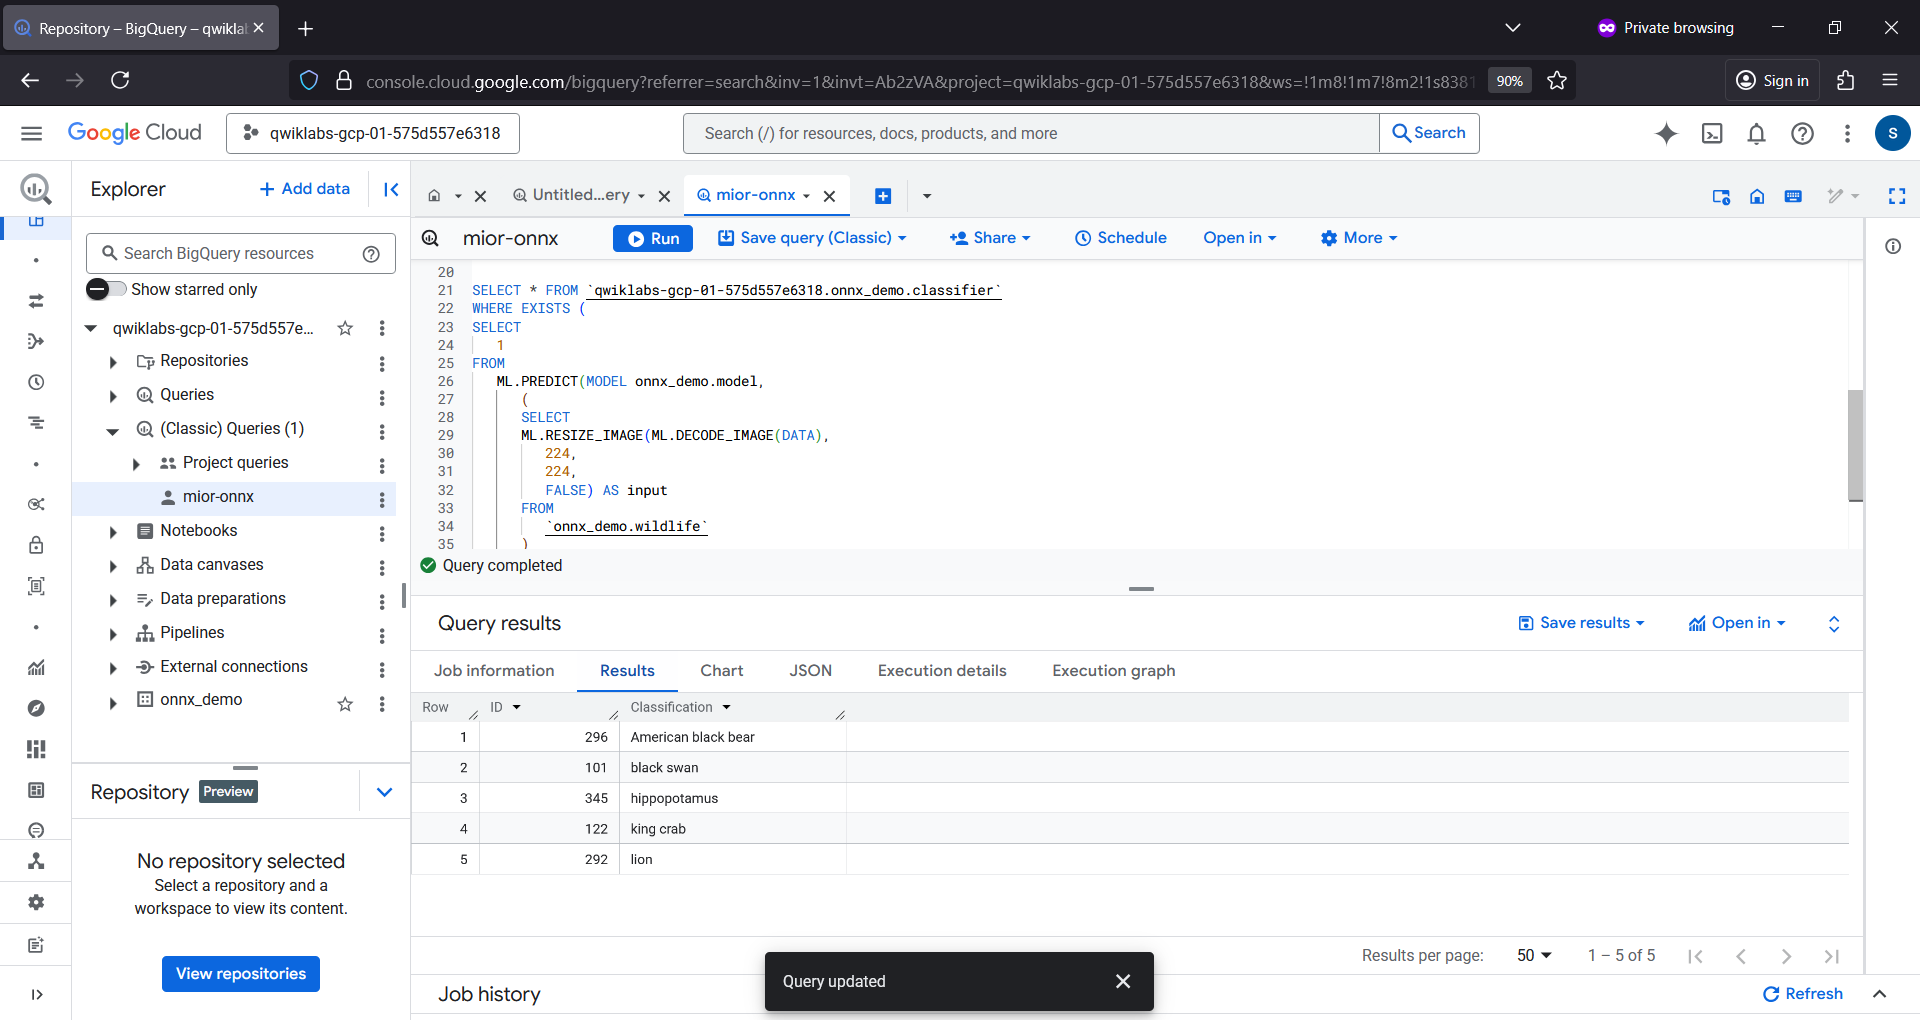 Repository – BigQuery – qwikla
Private browsing
console.cloud.google.com/bigquery?referrer=search&inv=1&invt=Ab2zVA&project=qwiklabs-gcp-01-575d557e6318&ws=!1m8!1m7!8m2!1s8381
90%
Sign in
Google Cloud
qwiklabs-gcp-01-575d557e6318
Search (/) for resources, docs, products, and more
Search
S
Explorer
+ Add data
Untitled...ery
mior-onnx
mior-onnx
Run
Save query (Classic)
Share
Schedule
Open in
More
Search BigQuery resources
Show starred only
qwiklabs-gcp-01-575d557e...
Repositories
Queries
(Classic) Queries (1)
Project queries
mior-onnx
Notebooks
Data canvases
Data preparations
Pipelines
External connections
onnx_demo
20
21 SELECT * FROM `qwiklabs-gcp-01-575d557e6318.onnx_demo.classifier`
22 WHERE EXISTS (
23 SELECT
24 1
25 FROM
26 ML.PREDICT(MODEL onnx_demo.model,
27 (
28 SELECT
29 ML.RESIZE_IMAGE(ML.DECODE_IMAGE(DATA),
30 224,
31 224,
32 FALSE) AS input
33 FROM
34 `onnx_demo.wildlife`
35 )
Query completed
Query results
Save results
Open in
Job information
Results
Chart
JSON
Execution details
Execution graph
Row ID Classification
1 296 American black bear
2 101 black swan
3 345 hippopotamus
4 122 king crab
5 292 lion
Repository Preview
No repository selected
Select a repository and a
workspace to view its content.
View repositories
Results per page: 50 1 – 5 of 5
Query updated
Job history
Refresh